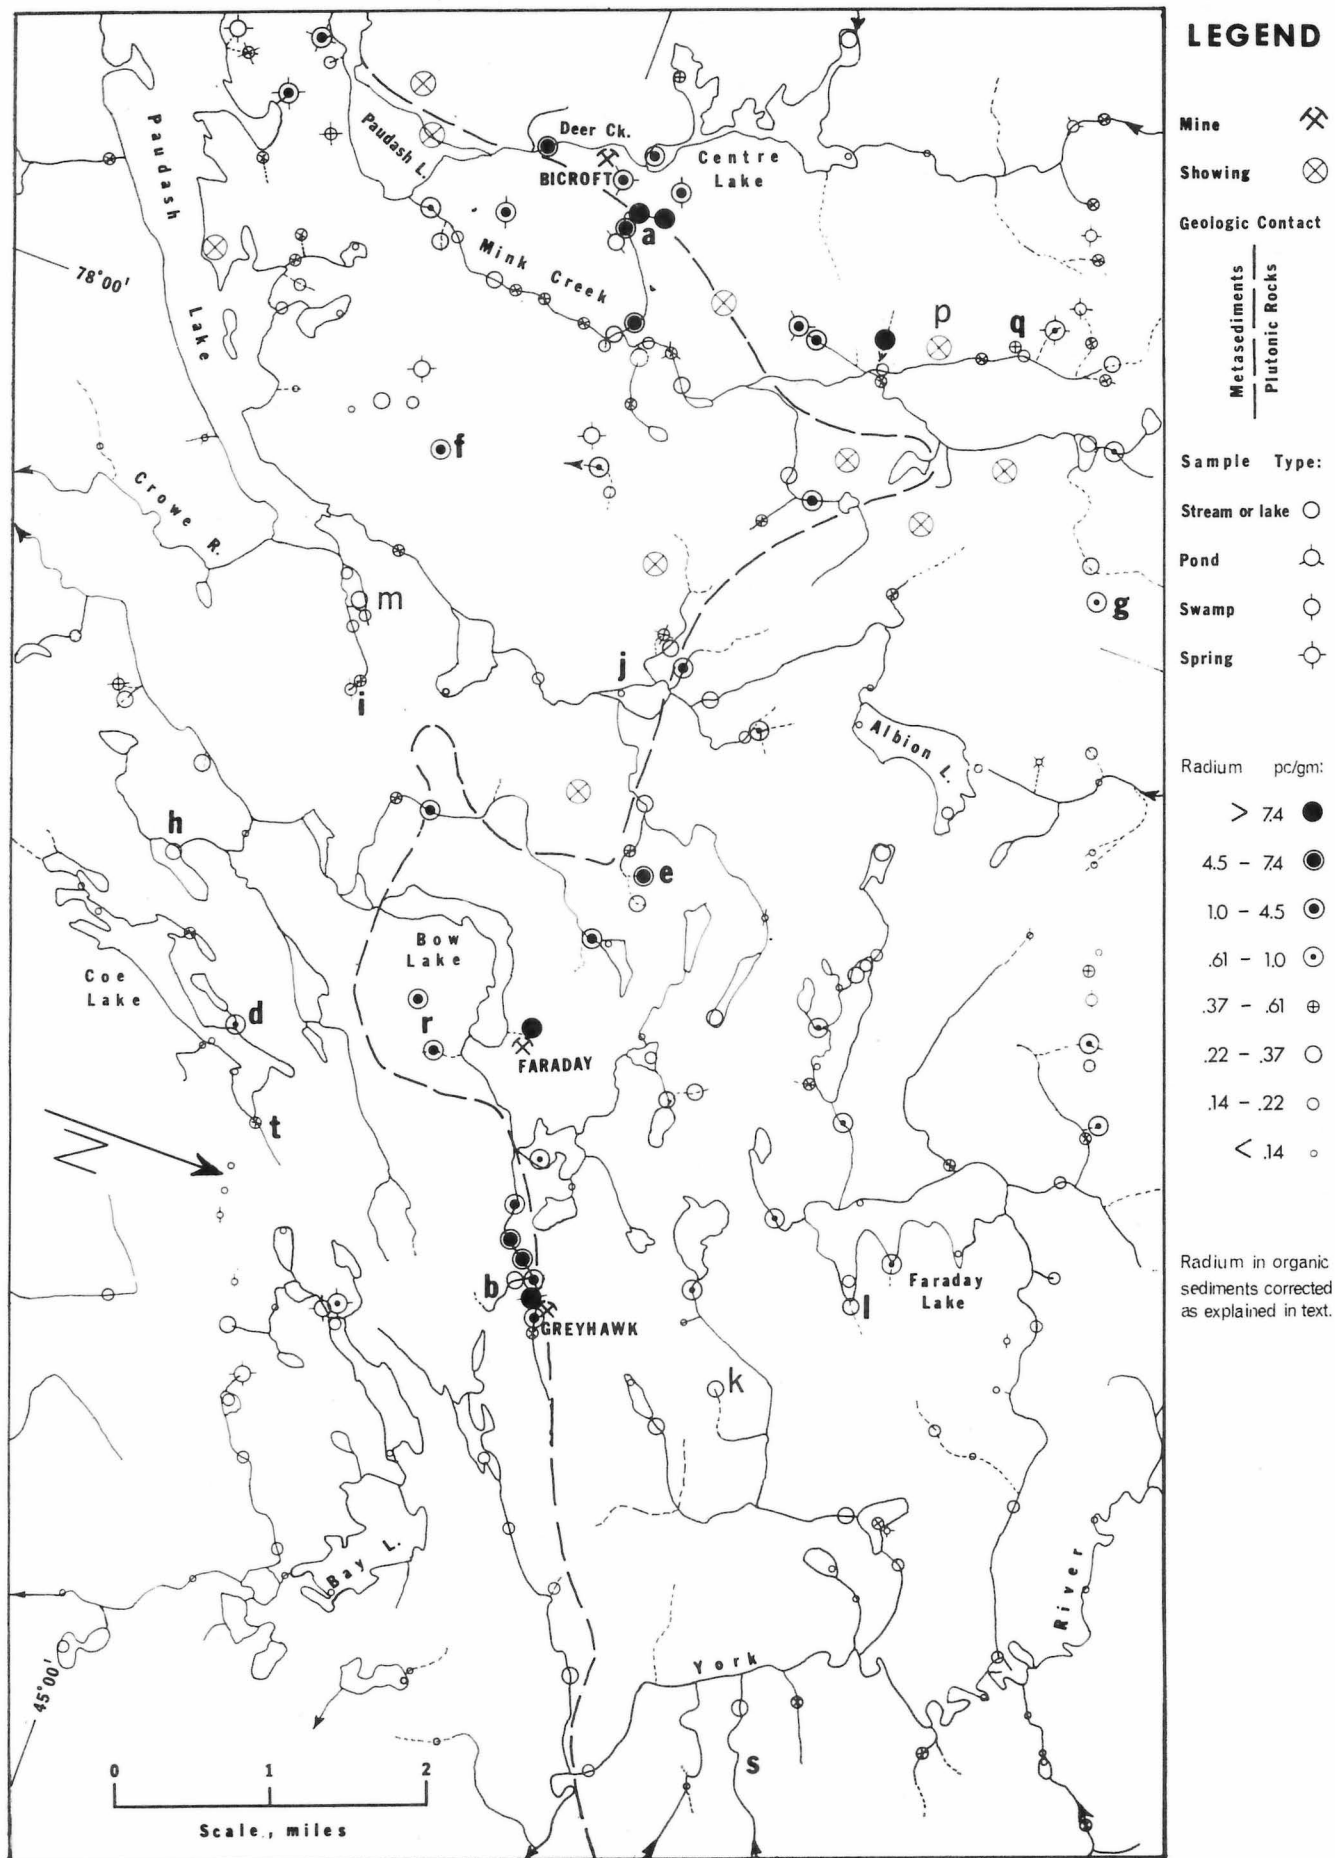 Paudash
Lake
Paudash L.
Deer Ck.
BICROFT
Centre
Lake
a
Mink Creek
78°00'
p
q
f
Crowe R.
m
g
i
j
Albion L.
h
e
Bow
Lake
Coe
Lake
d
r
FARADAY
t
N
b
GREYHAWK
l
Faraday
Lake
k
Bay L.
River
York
45°00'
s
0 1 2
Scale, miles
LEGEND
Mine
Showing
Geologic Contact
Metasediments
Plutonic Rocks
Sample Type:
Stream or lake
Pond
Swamp
Spring
Radium pc/gm:
> 7.4
4.5 - 7.4
1.0 - 4.5
.61 - 1.0
.37 - .61
.22 - .37
.14 - .22
< .14
Radium in organic
sediments corrected
as explained in text.